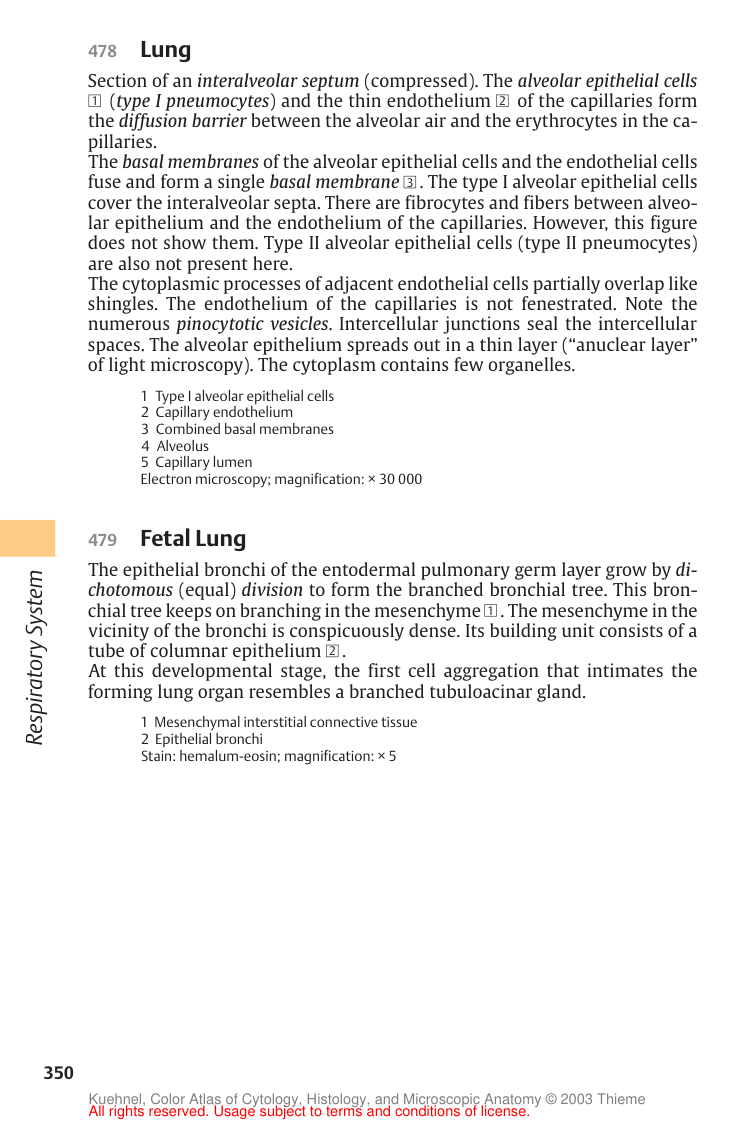 478 Lung
Section of an interalveolar septum (compressed). The alveolar epithelial cells
1 (type I pneumocytes) and the thin endothelium 2 of the capillaries form
the diffusion barrier between the alveolar air and the erythrocytes in the ca-
pillaries.
The basal membranes of the alveolar epithelial cells and the endothelial cells
fuse and form a single basal membrane 3. The type I alveolar epithelial cells
cover the interalveolar septa. There are fibrocytes and fibers between alveo-
lar epithelium and the endothelium of the capillaries. However, this figure
does not show them. Type II alveolar epithelial cells (type II pneumocytes)
are also not present here.
The cytoplasmic processes of adjacent endothelial cells partially overlap like
shingles. The endothelium of the capillaries is not fenestrated. Note the
numerous pinocytotic vesicles. Intercellular junctions seal the intercellular
spaces. The alveolar epithelium spreads out in a thin layer (“anuclear layer”
of light microscopy). The cytoplasm contains few organelles.
1 Type I alveolar epithelial cells
2 Capillary endothelium
3 Combined basal membranes
4 Alveolus
5 Capillary lumen
Electron microscopy; magnification: × 30 000
479 Fetal Lung
The epithelial bronchi of the entodermal pulmonary germ layer grow by di-
chotomous (equal) division to form the branched bronchial tree. This bron-
chial tree keeps on branching in the mesenchyme 1. The mesenchyme in the
vicinity of the bronchi is conspicuously dense. Its building unit consists of a
tube of columnar epithelium 2.
At this developmental stage, the first cell aggregation that intimates the
forming lung organ resembles a branched tubuloacinar gland.
1 Mesenchymal interstitial connective tissue
2 Epithelial bronchi
Stain: hemalum-eosin; magnification: × 5
Respiratory System
350
Kuehnel, Color Atlas of Cytology, Histology, and Microscopic Anatomy © 2003 Thieme
All rights reserved. Usage subject to terms and conditions of license.